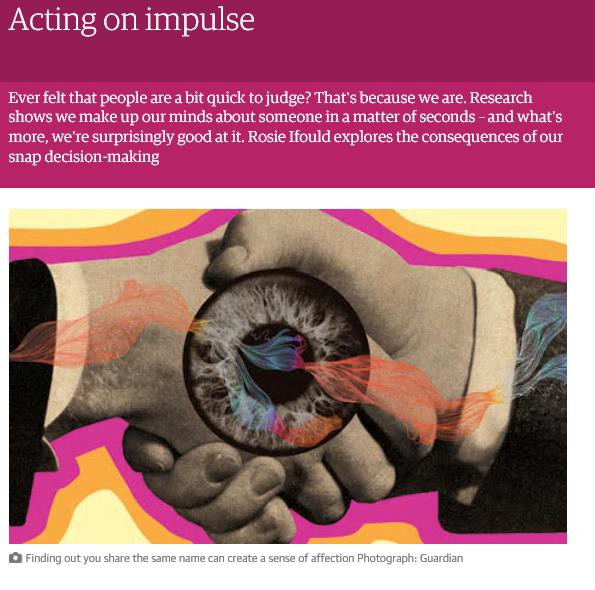 Acting on impulse
Ever felt that people are a bit quick to judge? That's because we are. Research
shows we make up our minds about someone in a matter of seconds – and what's
more, we're surprisingly good at it. Rosie Ifould explores the consequences of our
snap decision-making
Finding out you share the same name can create a sense of affection Photograph: Guardian